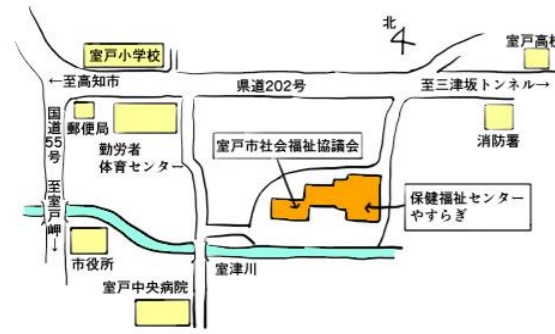 北
室戸小学校
室戸高校
←至高知市
県道202号
至三津坂トンネル→
国道55号
郵便局
勤労者
体育センター
消防署
室戸市社会福祉協議会
至室戸岬→
保健福祉センター
やすらぎ
市役所
室津川
室戸中央病院